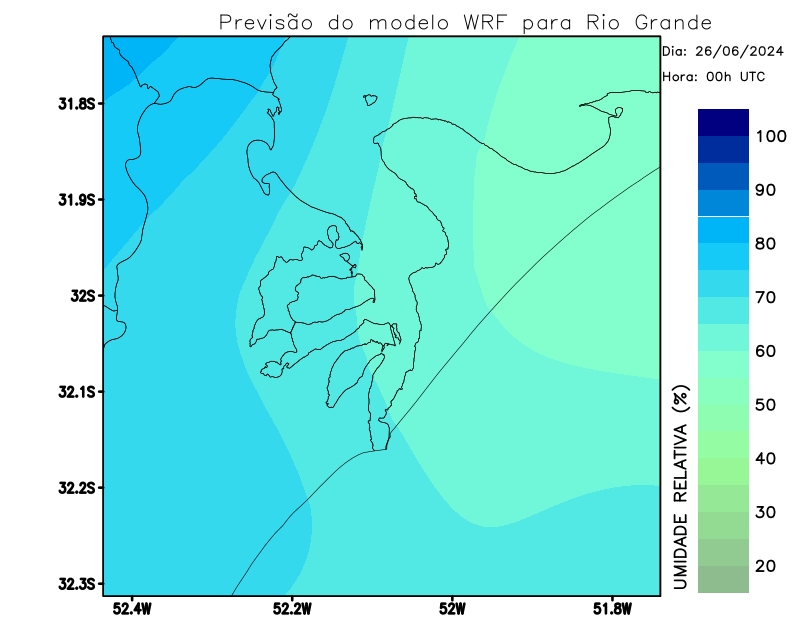 Previsão do modelo WRF para Rio Grande
Dia: 26/06/2024
Hora: 00h UTC
31.8S
31.9S
32S
32.1S
32.2S
32.3S
52.4W
52.2W
52W
51.8W
UMIDADE RELATIVA (%)
100
90
80
70
60
50
40
30
20